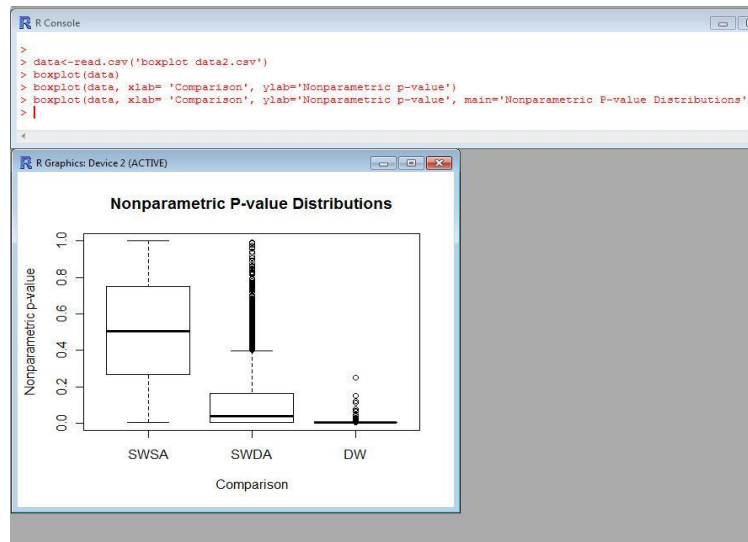 R Console
>
> data<-read.csv('boxplot data2.csv')
> boxplot(data)
> boxplot(data, xlab= 'Comparison', ylab='Nonparametric p-value')
> boxplot(data, xlab= 'Comparison', ylab='Nonparametric p-value', main='Nonparametric P-value Distributions'
>
R Graphics: Device 2 (ACTIVE)
Nonparametric P-value Distributions
Nonparametric p-value
1.0
0.8
0.6
0.4
0.2
0.0
SWSA SWDA DW
Comparison